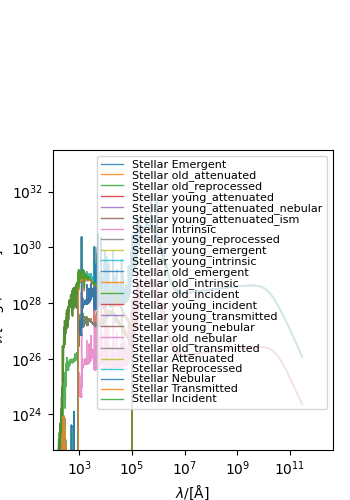 Stellar Emergent
Stellar old_attenuated
Stellar old_reprocessed
Stellar young_attenuated
Stellar young_attenuated_nebular
Stellar young_attenuated_ism
Stellar Intrinsic
Stellar young_reprocessed
Stellar young_emergent
Stellar young_intrinsic
Stellar old_emergent
Stellar old_intrinsic
Stellar old_incident
Stellar young_incident
Stellar young_transmitted
Stellar young_nebular
Stellar old_nebular
Stellar old_transmitted
Stellar Attenuated
Stellar Reprocessed
Stellar Nebular
Stellar Transmitted
Stellar Incident
10^32
10^30
10^28
10^26
10^24
10^3 10^5 10^7 10^9 10^11
λ/[Å]